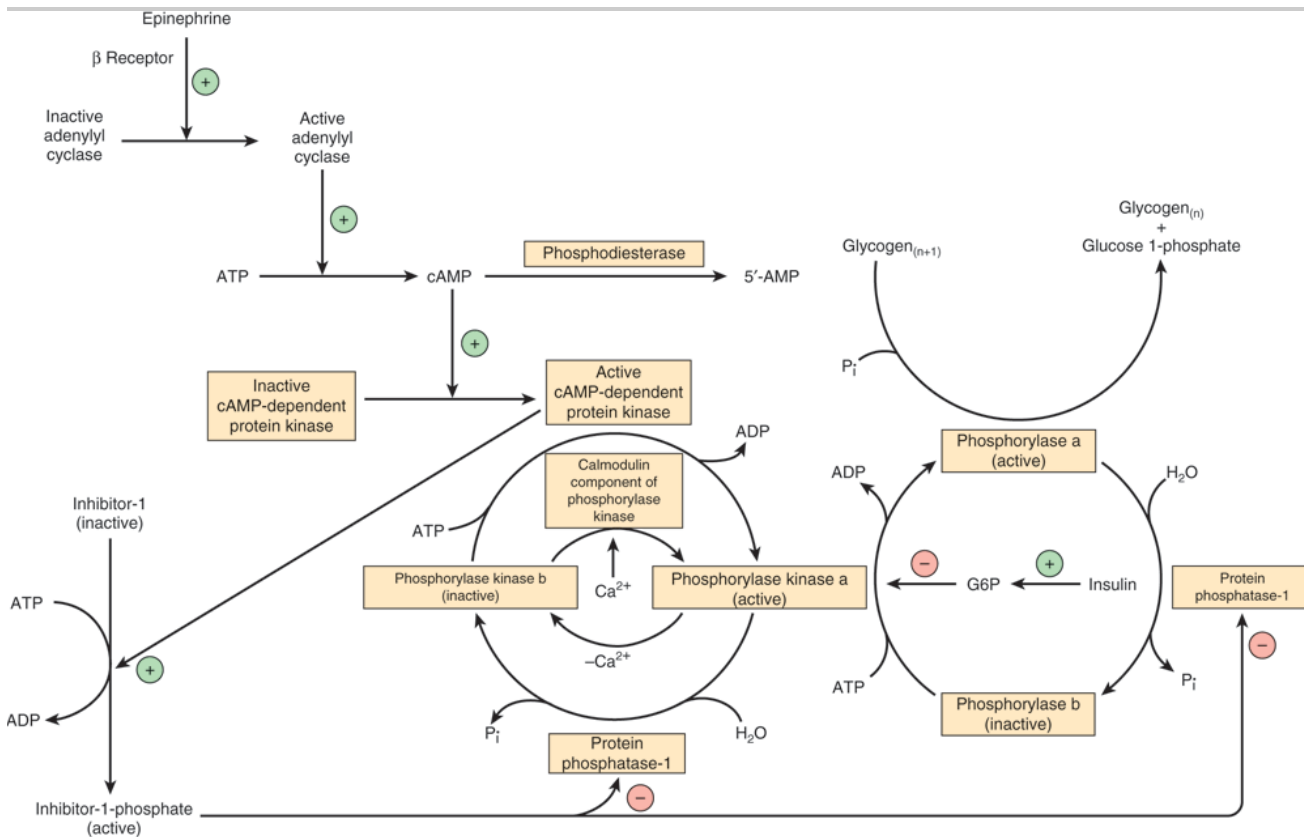 Epinephrine
β Receptor
+
Inactive
adenylyl
cyclase
Active
adenylyl
cyclase
+
ATP
cAMP
Phosphodiesterase
5′-AMP
+
Glycogen(n+1)
Glycogen(n)
+
Glucose 1-phosphate
Pi
Inactive
cAMP-dependent
protein kinase
Active
cAMP-dependent
protein kinase
ADP
Calmodulin
component of
phosphorylase
kinase
ATP
Phosphorylase kinase b
(inactive)
Ca2+
Phosphorylase kinase a
(active)
–Ca2+
Pi
H2O
Protein
phosphatase-1
–
Inhibitor-1
(inactive)
ATP
+
ADP
Inhibitor-1-phosphate
(active)
Phosphorylase a
(active)
ADP
H2O
–
G6P
+
Insulin
Protein
phosphatase-1
–
ATP
Pi
Phosphorylase b
(inactive)